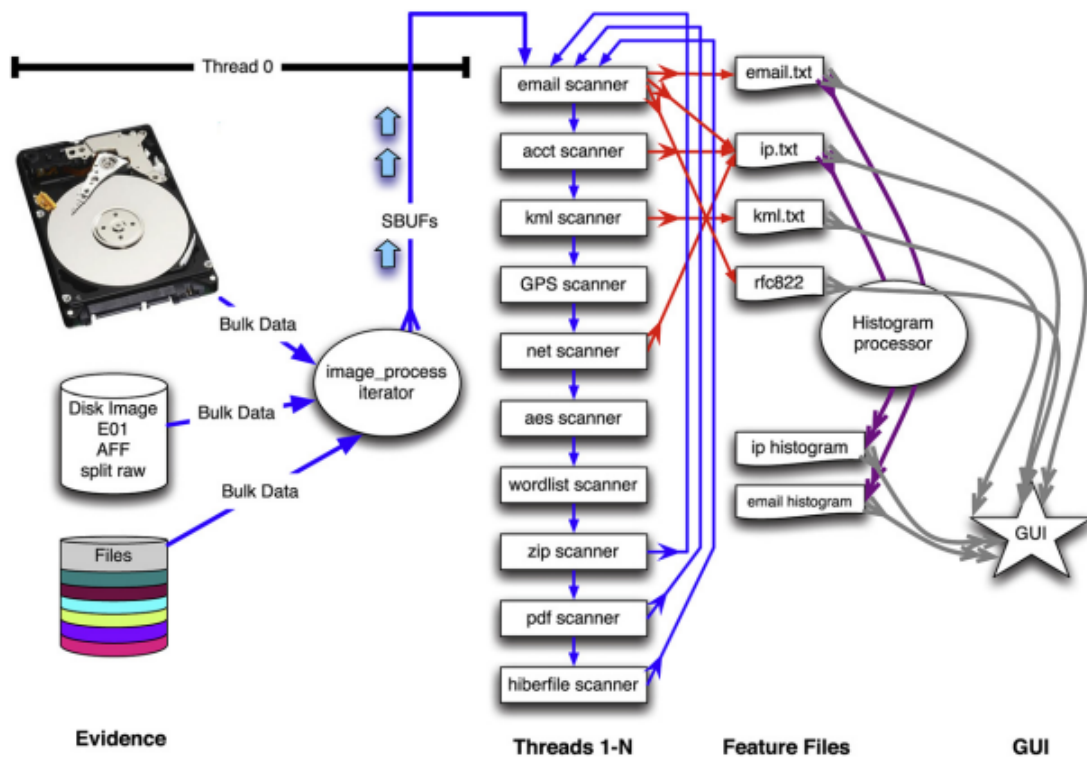 Thread 0
SBUFs
Bulk Data
image_process
iterator
Disk Image
E01
AFF
split raw
Bulk Data
Bulk Data
Files
Evidence
email scanner
acct scanner
kml scanner
GPS scanner
net scanner
aes scanner
wordlist scanner
zip scanner
pdf scanner
hiberfile scanner
Threads 1-N
email.txt
ip.txt
kml.txt
rfc822
Histogram
processor
ip histogram
email histogram
Feature Files
GUI
GUI